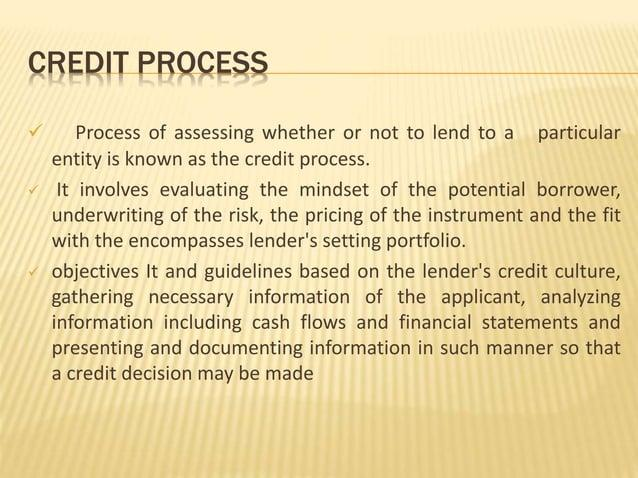 CREDIT PROCESS
✓ Process of assessing whether or not to lend to a particular
entity is known as the credit process.
✓ It involves evaluating the mindset of the potential borrower,
underwriting of the risk, the pricing of the instrument and the fit
with the encompasses lender's setting portfolio.
✓ objectives It and guidelines based on the lender's credit culture,
gathering necessary information of the applicant, analyzing
information including cash flows and financial statements and
presenting and documenting information in such manner so that
a credit decision may be made